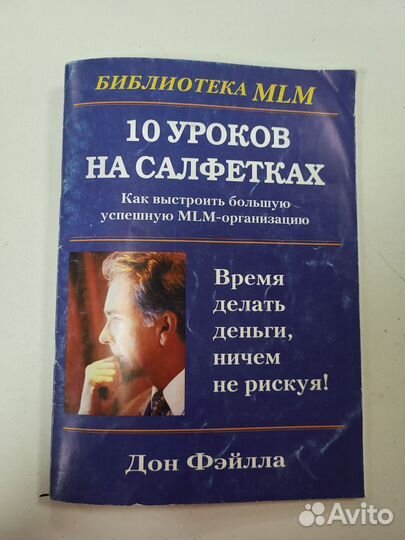 БИБЛИОТЕКА MLM
10 УРОКОВ
НА САЛФЕТКАХ
Как выстроить большую
успешную MLM-организацию
Время
делать
деньги,
ничем
не рискуя!
Дон Фэйлла
Avito